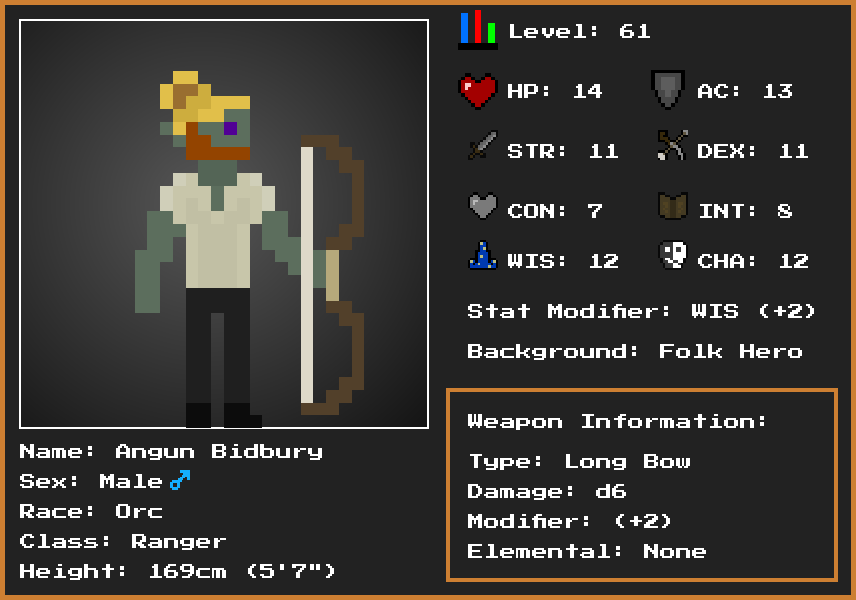 Level: 61
HP: 14
AC: 13
STR: 11
DEX: 11
CON: 7
INT: 8
WIS: 12
CHA: 12
Stat Modifier: WIS (+2)
Background: Folk Hero
Weapon Information:
Type: Long Bow
Damage: d6
Modifier: (+2)
Elemental: None
Name: Angun Bidbury
Sex: Male ♂
Race: Orc
Class: Ranger
Height: 169cm (5'7")